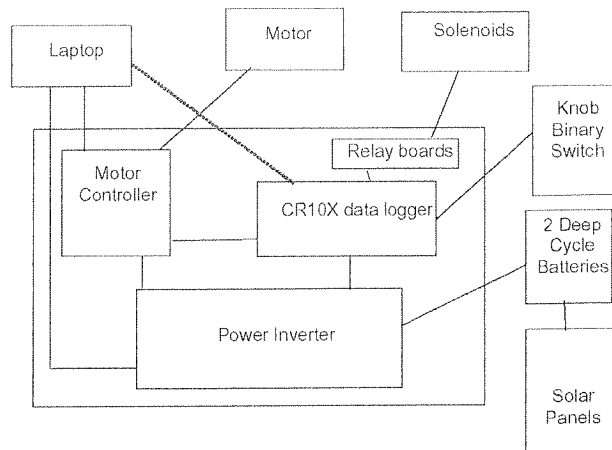 Laptop
Motor
Solenoids
Knob
Binary
Switch
Relay boards
Motor
Controller
CR10X data logger
2 Deep
Cycle
Batteries
Power Inverter
Solar
Panels